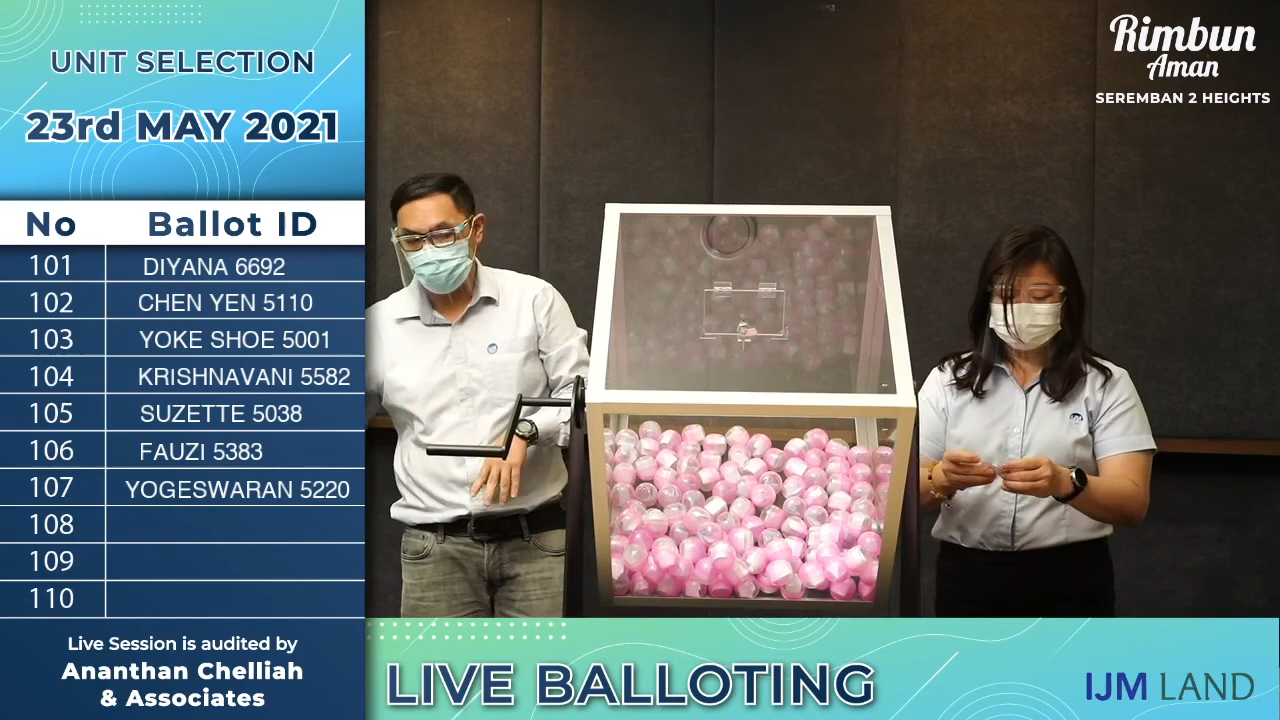 UNIT SELECTION
23rd MAY 2021
No Ballot ID
101 DIYANA 6692
102 CHEN YEN 5110
103 YOKE SHOE 5001
104 KRISHNAVANI 5582
105 SUZETTE 5038
106 FAUZI 5383
107 YOGESWARAN 5220
108
109
110
Live Session is audited by
Ananthan Chelliah
& Associates
Rimbun
Aman
SEREMBAN 2 HEIGHTS
LIVE BALLOTING
IJM LAND